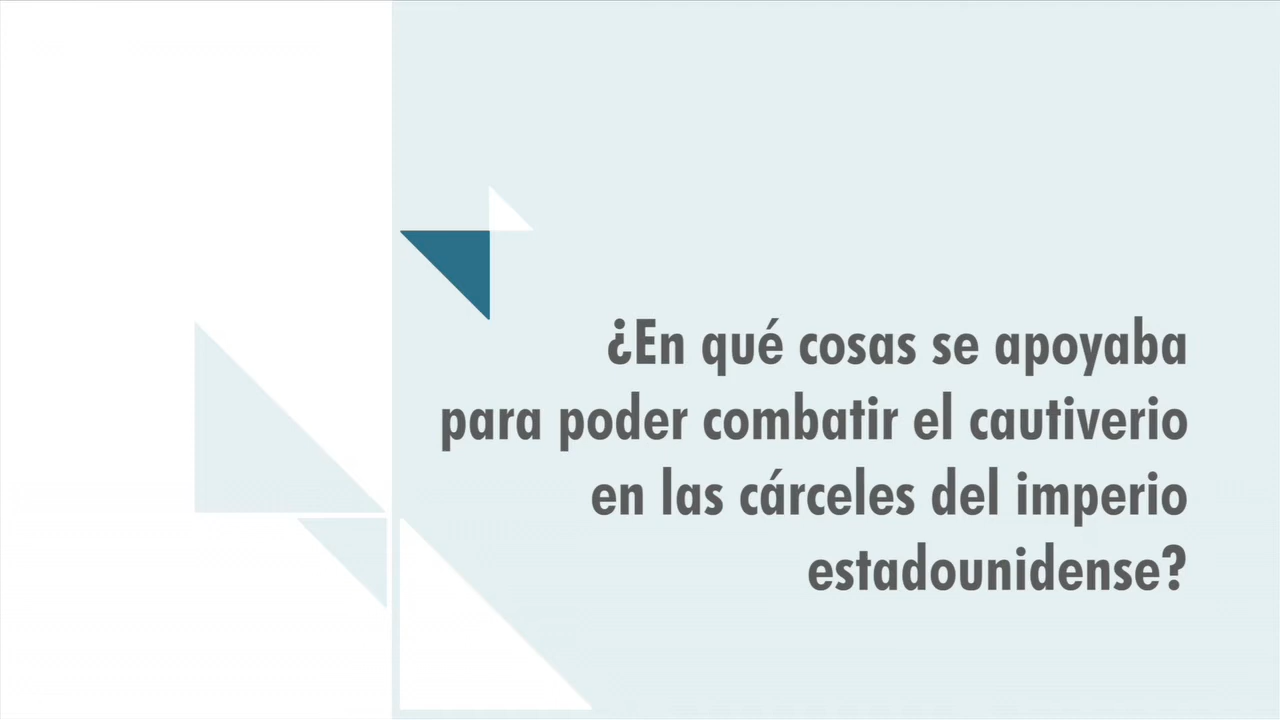 ¿En qué cosas se apoyaba
para poder combatir el cautiverio
en las cárceles del imperio
estadounidense?